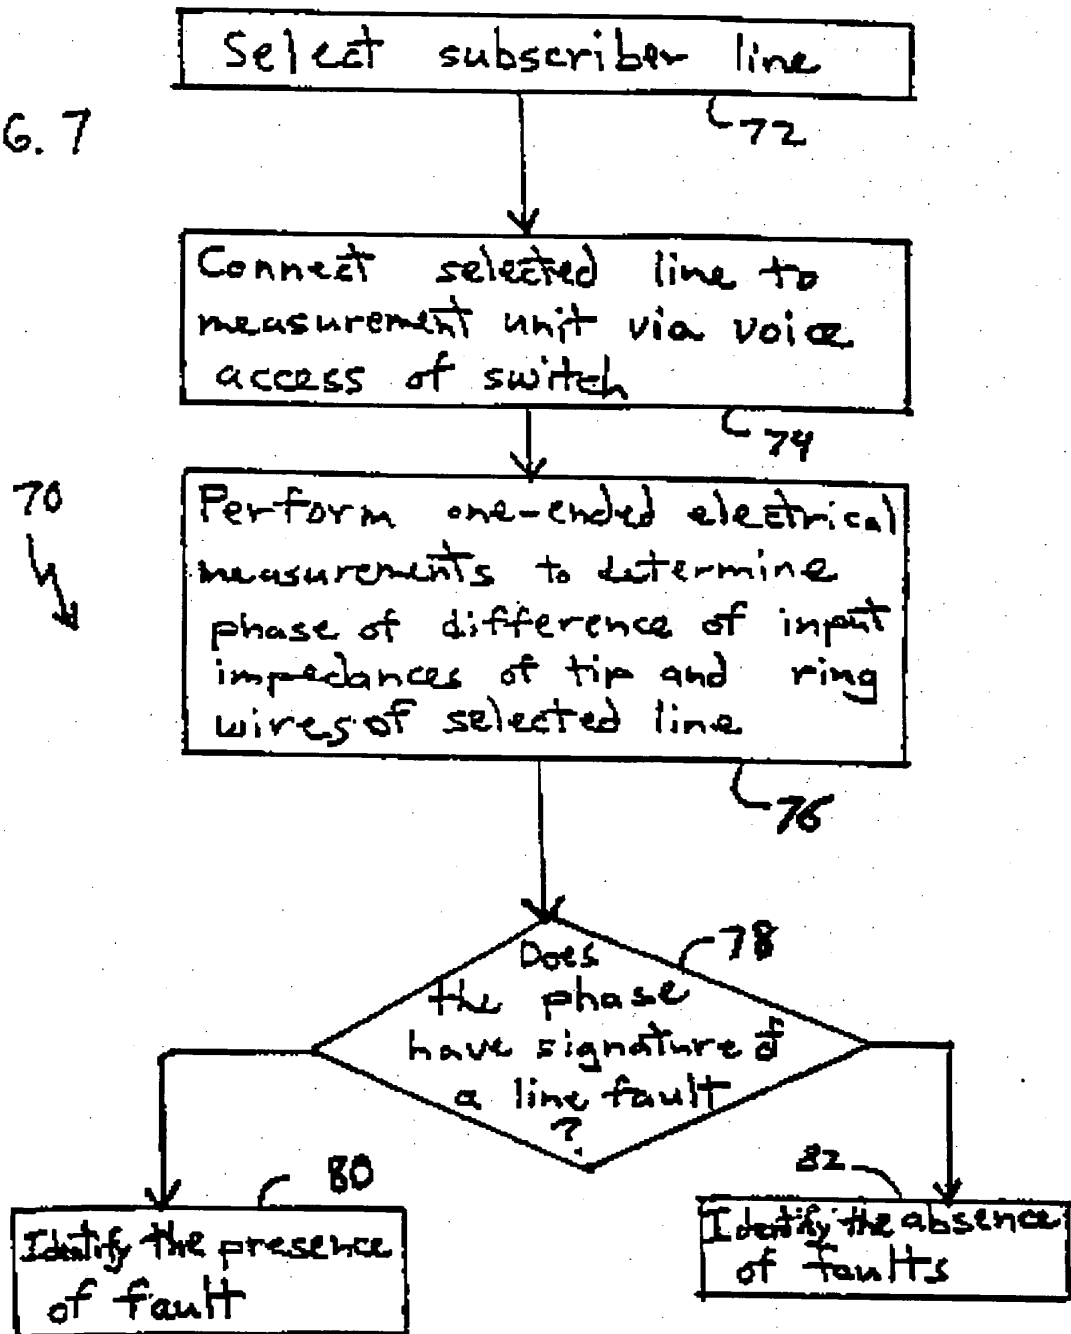 Select subscriber line
72
G. 7
Connect selected line to
measurement unit via voice
access of switch
74
70
Perform one-ended electrical
measurements to determine
phase of difference of input
impedances of tip and ring
wires of selected line
76
78
Does
the phase
have signature of
a line fault
?
80
82
Identify the presence
of fault
Identify the absence
of faults